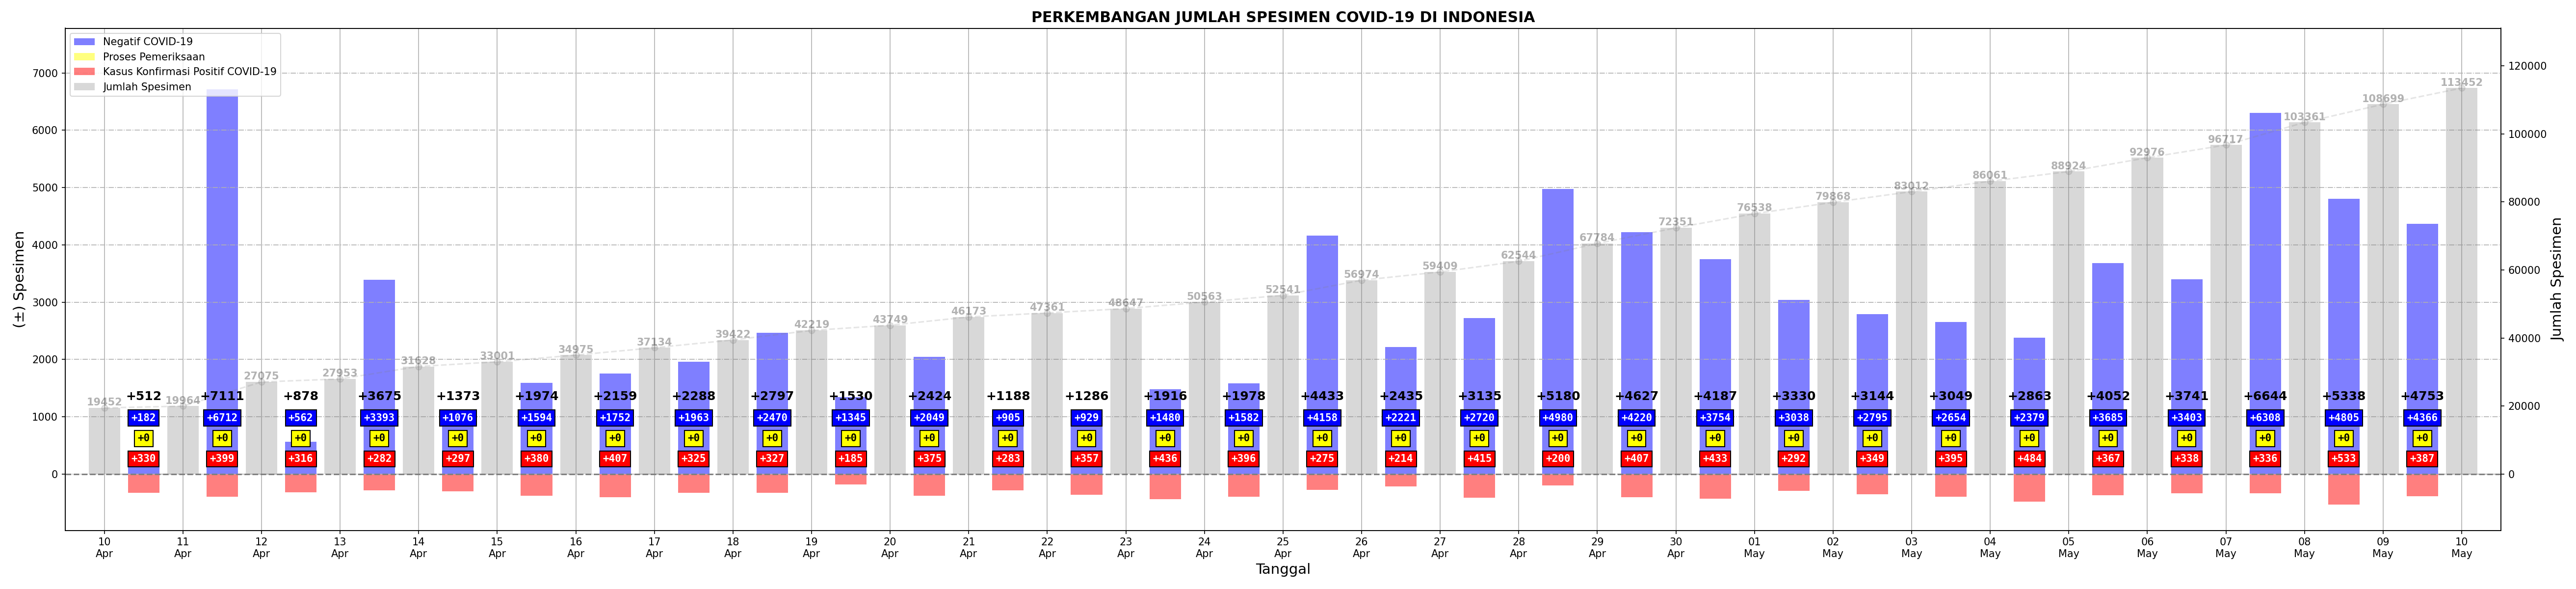 PERKEMBANGAN JUMLAH SPESIMEN COVID-19 DI INDONESIA
Negatif COVID-19
Proses Pemeriksaan
Kasus Konfirmasi Positif COVID-19
Jumlah Spesimen
(±) Spesimen
7000
6000
5000
4000
3000
2000
1000
0
120000
100000
80000
60000
40000
20000
0
Jumlah Spesimen
19452 19964 27075 27953 31628 33001 34975 37134 39422 42219 43749 46173 47361 48647 50563 52541 56974 59409 62544 67784 72351 76538 79868 83012 86061 88924 92976 96717 103361 108699 113452
+512 +7111 +878 +3675 +1373 +1974 +2159 +2288 +2797 +1530 +2424 +1188 +1286 +1916 +1978 +4433 +2435 +3135 +5180 +4627 +4187 +3330 +3144 +3049 +2863 +4052 +3741 +6644 +5338 +4753
+182 +6712 +562 +3393 +1076 +1594 +1752 +1963 +2470 +1345 +2049 +905 +929 +1480 +1582 +4158 +2221 +2720 +4980 +4220 +3754 +3038 +2795 +2654 +2379 +3685 +3403 +6308 +4805 +4366
+0 +0 +0 +0 +0 +0 +0 +0 +0 +0 +0 +0 +0 +0 +0 +0 +0 +0 +0 +0 +0 +0 +0 +0 +0 +0 +0 +0 +0 +0
+330 +399 +316 +282 +297 +380 +407 +325 +327 +185 +375 +283 +357 +436 +396 +275 +214 +415 +200 +407 +433 +292 +349 +395 +484 +367 +338 +336 +533 +387
10 11 12 13 14 15 16 17 18 19 20 21 22 23 24 25 26 27 28 29 30 01 02 03 04 05 06 07 08 09 10
Apr Apr Apr Apr Apr Apr Apr Apr Apr Apr Apr Apr Apr Apr Apr Apr Apr Apr Apr Apr Apr May May May May May May May May May May
Tanggal